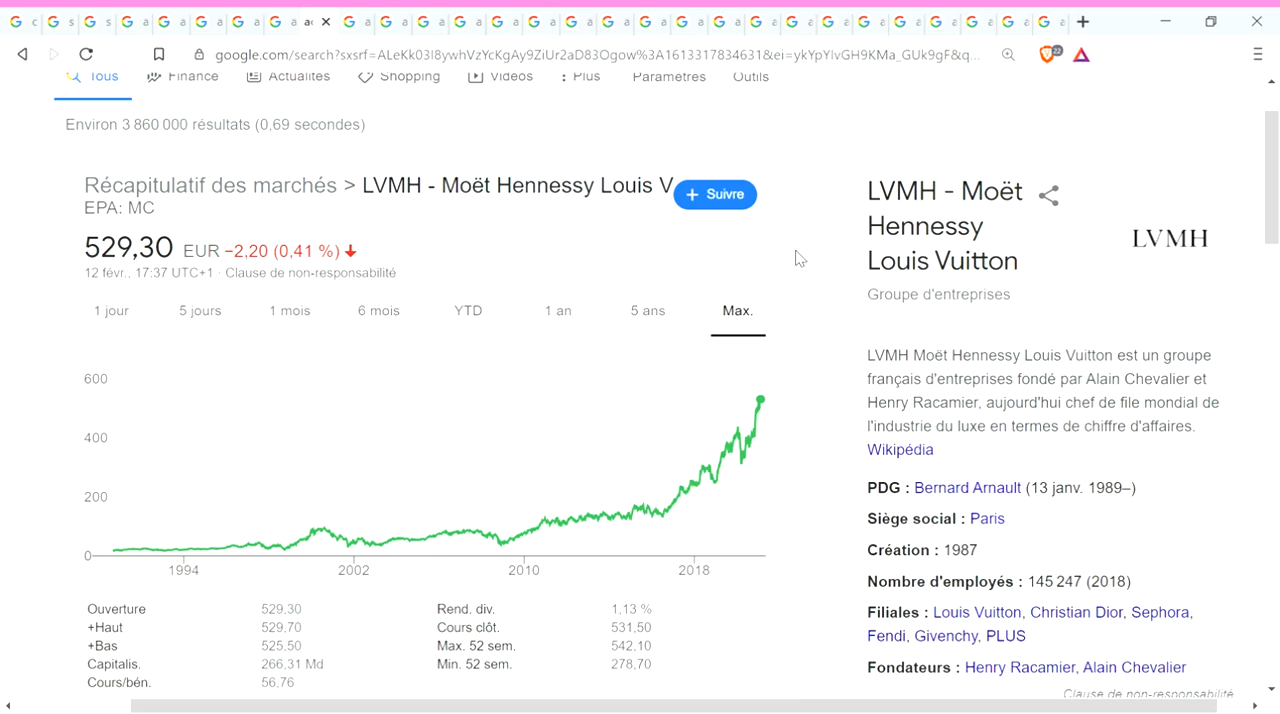 google.com/search?sxsrf=ALeKk03I8ywhVzYcKgAy9ZiUr2aD83Ogow%3A1613317834631&ei=ykYpYIvGH9KMa_GUk9gF&q...
Tous Finance Actualités Shopping Vidéos Plus Paramètres Outils
Environ 3 860 000 résultats (0,69 secondes)
Récapitulatif des marchés > LVMH - Moët Hennessy Louis V
EPA: MC
+ Suivre
529,30 EUR −2,20 (0,41 %)
12 févr., 17:37 UTC+1 · Clause de non-responsabilité
1 jour 5 jours 1 mois 6 mois YTD 1 an 5 ans Max.
600
400
200
0
1994 2002 2010 2018
Ouverture 529,30 Rend. div. 1,13 %
+Haut 529,70 Cours clôt. 531,50
+Bas 525,50 Max. 52 sem. 542,10
Capitalis. 266,31 Md Min. 52 sem. 278,70
Cours/bén. 56,76
LVMH - Moët
Hennessy
Louis Vuitton
Groupe d'entreprises
LVMH
LVMH Moët Hennessy Louis Vuitton est un groupe
français d'entreprises fondé par Alain Chevalier et
Henry Racamier, aujourd'hui chef de file mondial de
l'industrie du luxe en termes de chiffre d'affaires.
Wikipédia
PDG : Bernard Arnault (13 janv. 1989–)
Siège social : Paris
Création : 1987
Nombre d'employés : 145 247 (2018)
Filiales : Louis Vuitton, Christian Dior, Sephora,
Fendi, Givenchy, PLUS
Fondateurs : Henry Racamier, Alain Chevalier
Clause de non-responsabilité